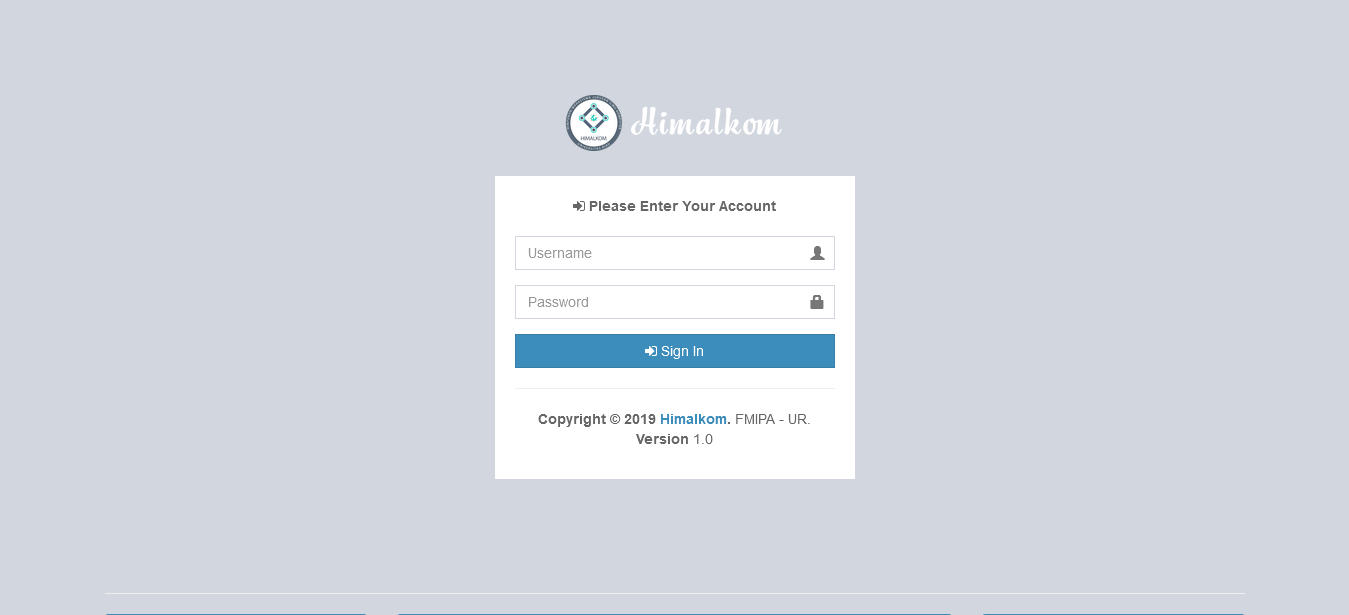 HIMALKOM
Himalkom
Please Enter Your Account
Username
Password
Sign In
Copyright © 2019 Himalkom. FMIPA - UR.
Version 1.0